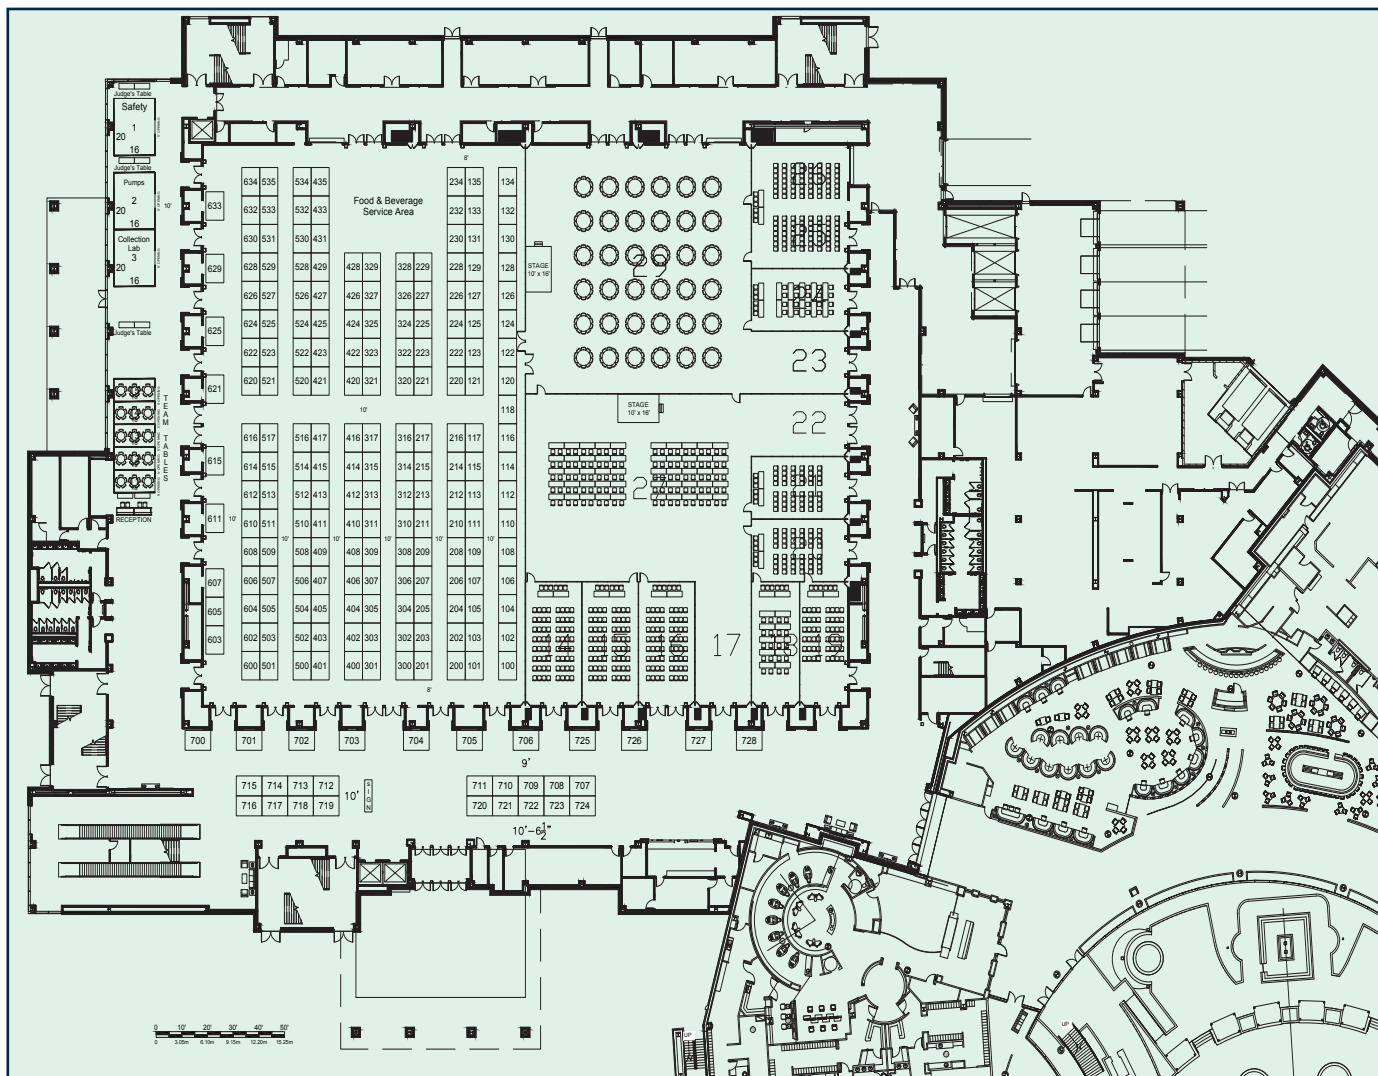 Judge's Table
Safety
1
20
16
Judge's Table
Pumps
2
20
16
10'
Collection
Lab
3
20
16
Judge's Table
TEAM TABLES
RECEPTION
8'
Food & Beverage
Service Area
634 535 534 435 234 135 134
633
632 533 532 433 232 133 132
630 531 530 431 230 131 130
629
628 529 528 429 428 329 328 229 228 129 128
626 527 526 427 426 327 326 227 226 127 126
625
624 525 524 425 424 325 324 225 224 125 124
622 523 522 423 422 323 322 223 222 123 122
621
620 521 520 421 420 321 320 221 220 121 120
10'
118
616 517 516 417 416 317 316 217 216 117 116
615
614 515 514 415 414 315 314 215 214 115 114
612 513 512 413 412 313 312 213 212 113 112
611 10'
610 511 510 411 410 311 310 211 210 111 110
10' 10' 10' 10' 10'
608 509 508 409 408 309 308 209 208 109 108
607
606 507 506 407 406 307 306 207 206 107 106
605
604 505 504 405 404 305 304 205 204 105 104
603
602 503 502 403 402 303 302 203 202 103 102
600 501 500 401 400 301 300 201 200 101 100
8'
STAGE
10' x 16'
STAGE
10' x 16'
23
22
17
700 701 702 703 704 705 706 725 726 727 728
9'
715 714 713 712
716 717 718 719
10'
SIGN
711 710 709 708 707
720 721 722 723 724
10'-6½"
0 10' 20' 30' 40' 50'
0 3.05m 6.10m 9.15m 12.20m 15.25m
UP
UP